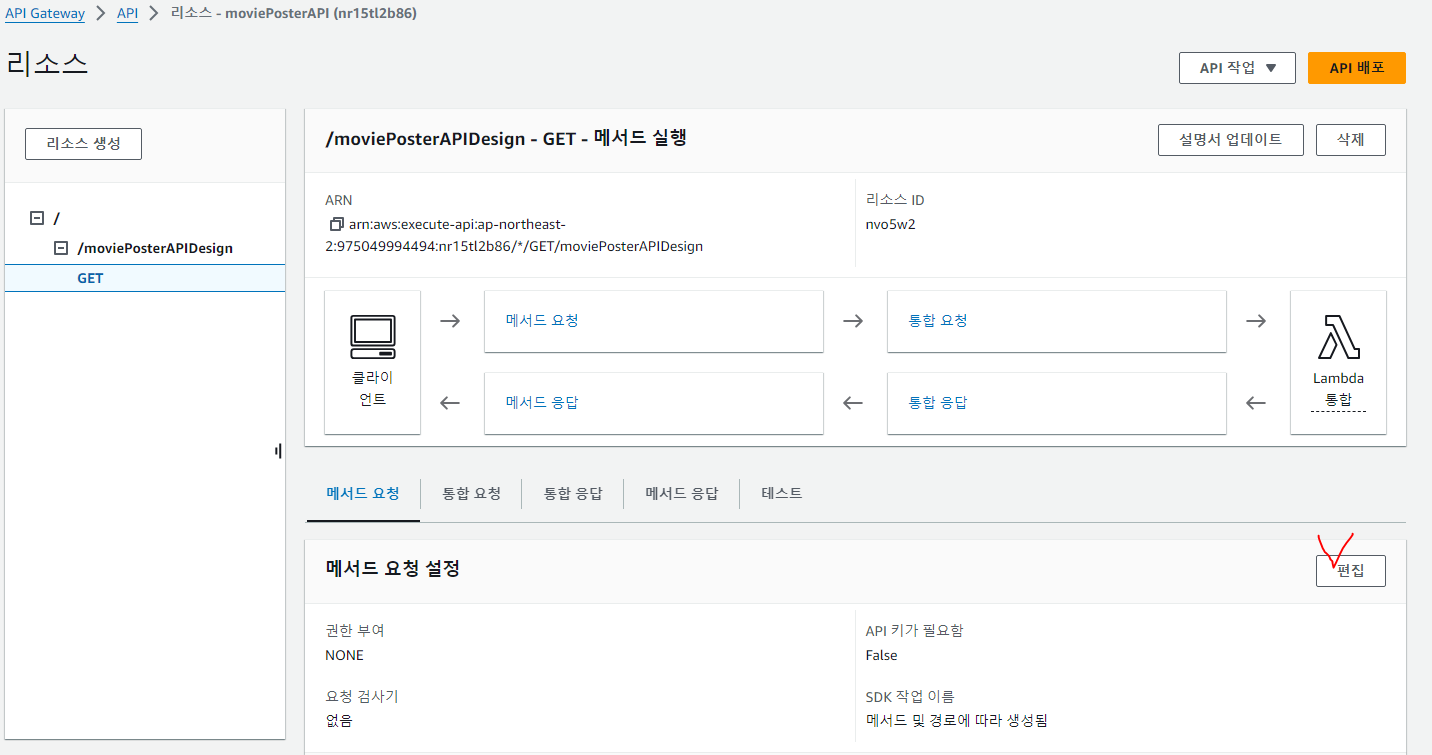 API Gateway > API > 리소스 - moviePosterAPI (nr15tl2b86)
리소스
API 작업 ▼
API 배포
리소스 생성
/
/moviePosterAPIDesign
GET
/moviePosterAPIDesign - GET - 메서드 실행
설명서 업데이트
삭제
ARN
arn:aws:execute-api:ap-northeast-
2:975049994494:nr15tl2b86/*/GET/moviePosterAPIDesign
리소스 ID
nvo5w2
클라이
언트
메서드 요청
통합 요청
메서드 응답
통합 응답
Lambda
통합
메서드 요청
통합 요청
통합 응답
메서드 응답
테스트
메서드 요청 설정
편집
권한 부여
NONE
API 키가 필요함
False
요청 검사기
없음
SDK 작업 이름
메서드 및 경로에 따라 생성됨